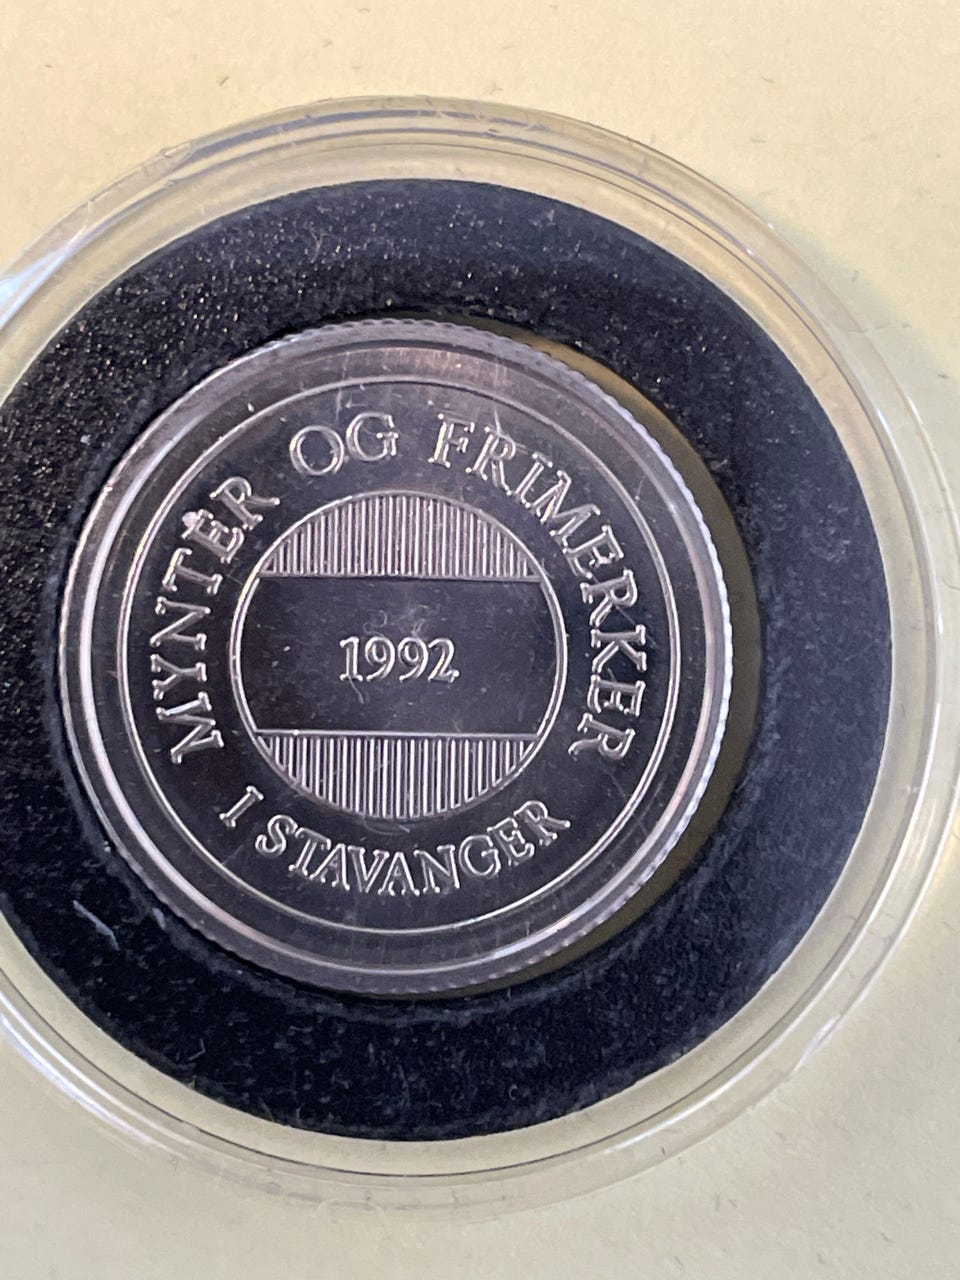 MYNTER OG FRIMERKER
1992
I STAVANGER